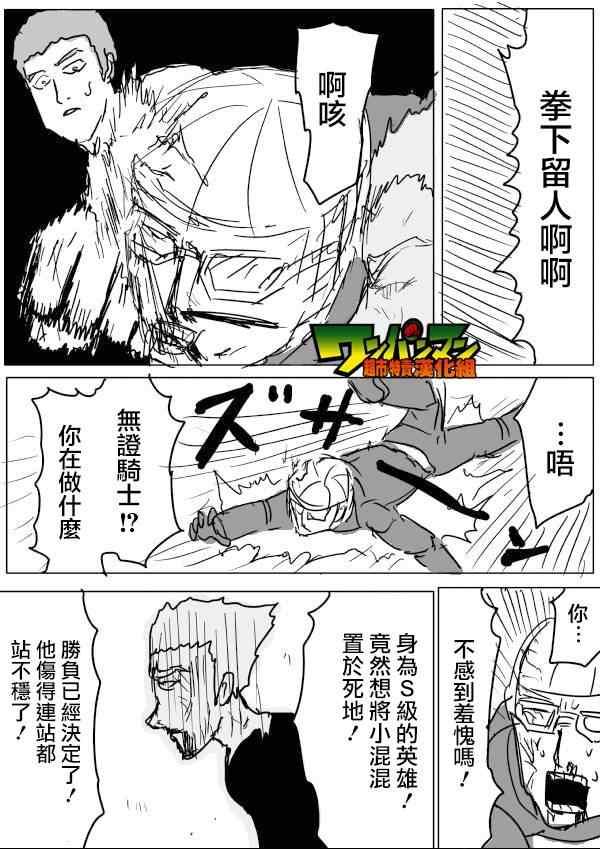 拳下留人啊啊
啊咳
ワンパンマン
超市特賣漢化組
…唔
ズザーン
無證騎士!?
你在做什麼
你…
不感到羞愧嗎！
身為Ｓ級的英雄！
竟然想將小混混
置於死地！
勝負已經決定了！
他傷得連站都
站不穩了！